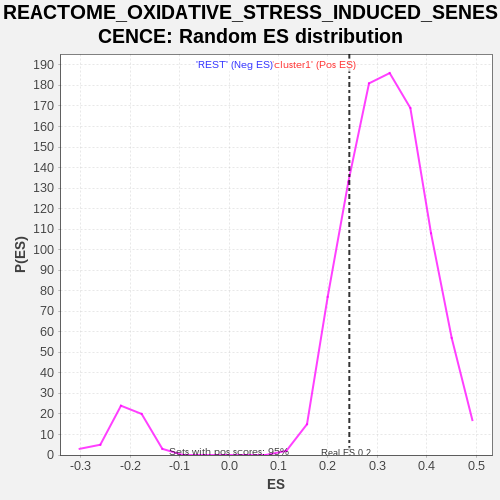 REACTOME_OXIDATIVE_STRESS_INDUCED_SENES
CENCE: Random ES distribution
'REST' (Neg ES)cluster1' (Pos ES)
190
180
170
160
150
140
130
120
110
100
90
80
70
60
50
40
30
20
10
0
P(ES)
Sets with pos scores: 95%
Real ES 0.2
-0.3 -0.2 -0.1 0.0 0.1 0.2 0.3 0.4 0.5
ES